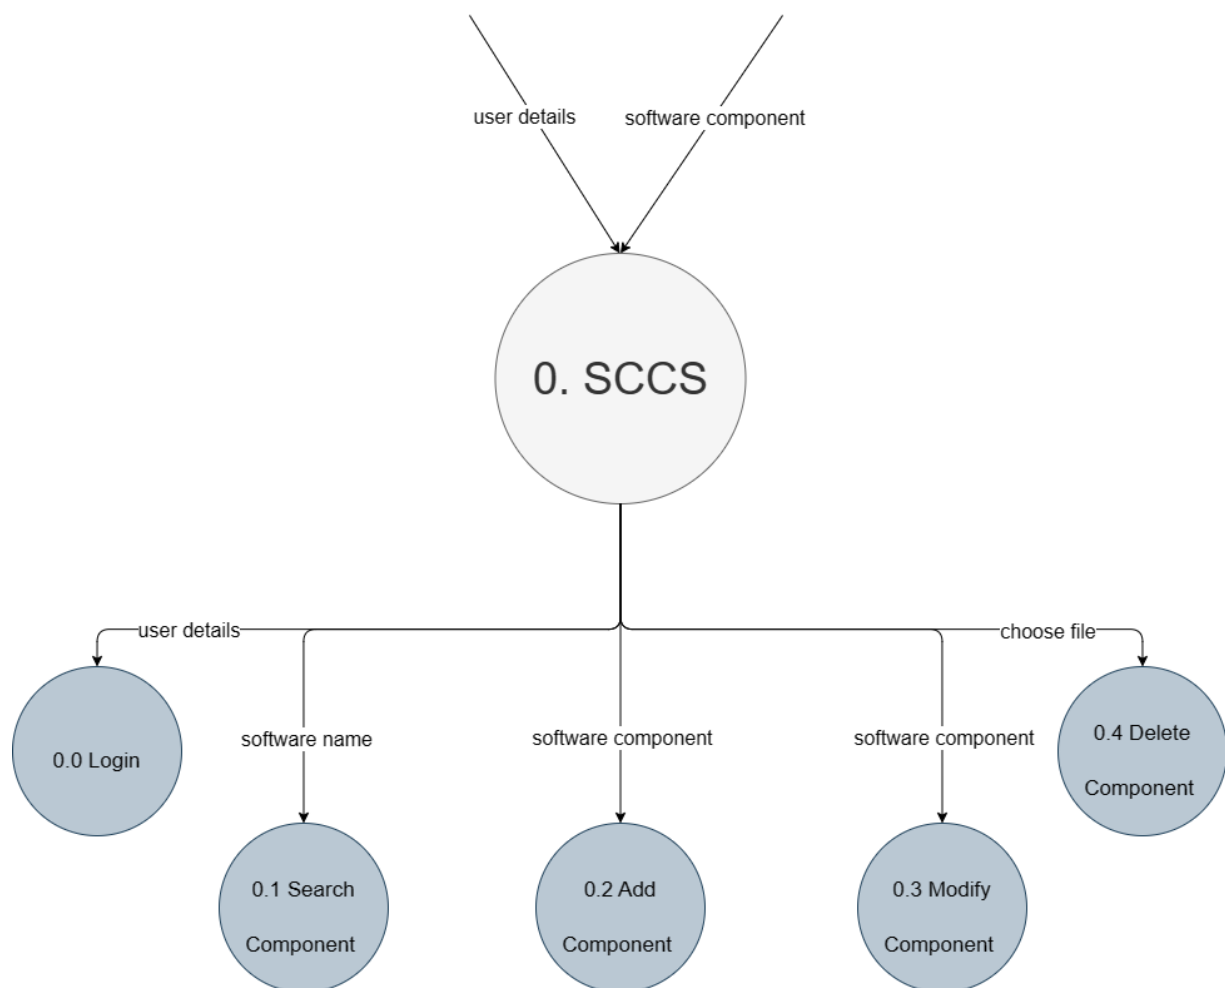 user details
software component
0. SCCS
user details
choose file
software name
software component
software component
0.0 Login
0.4 Delete
Component
0.1 Search
Component
0.2 Add
Component
0.3 Modify
Component